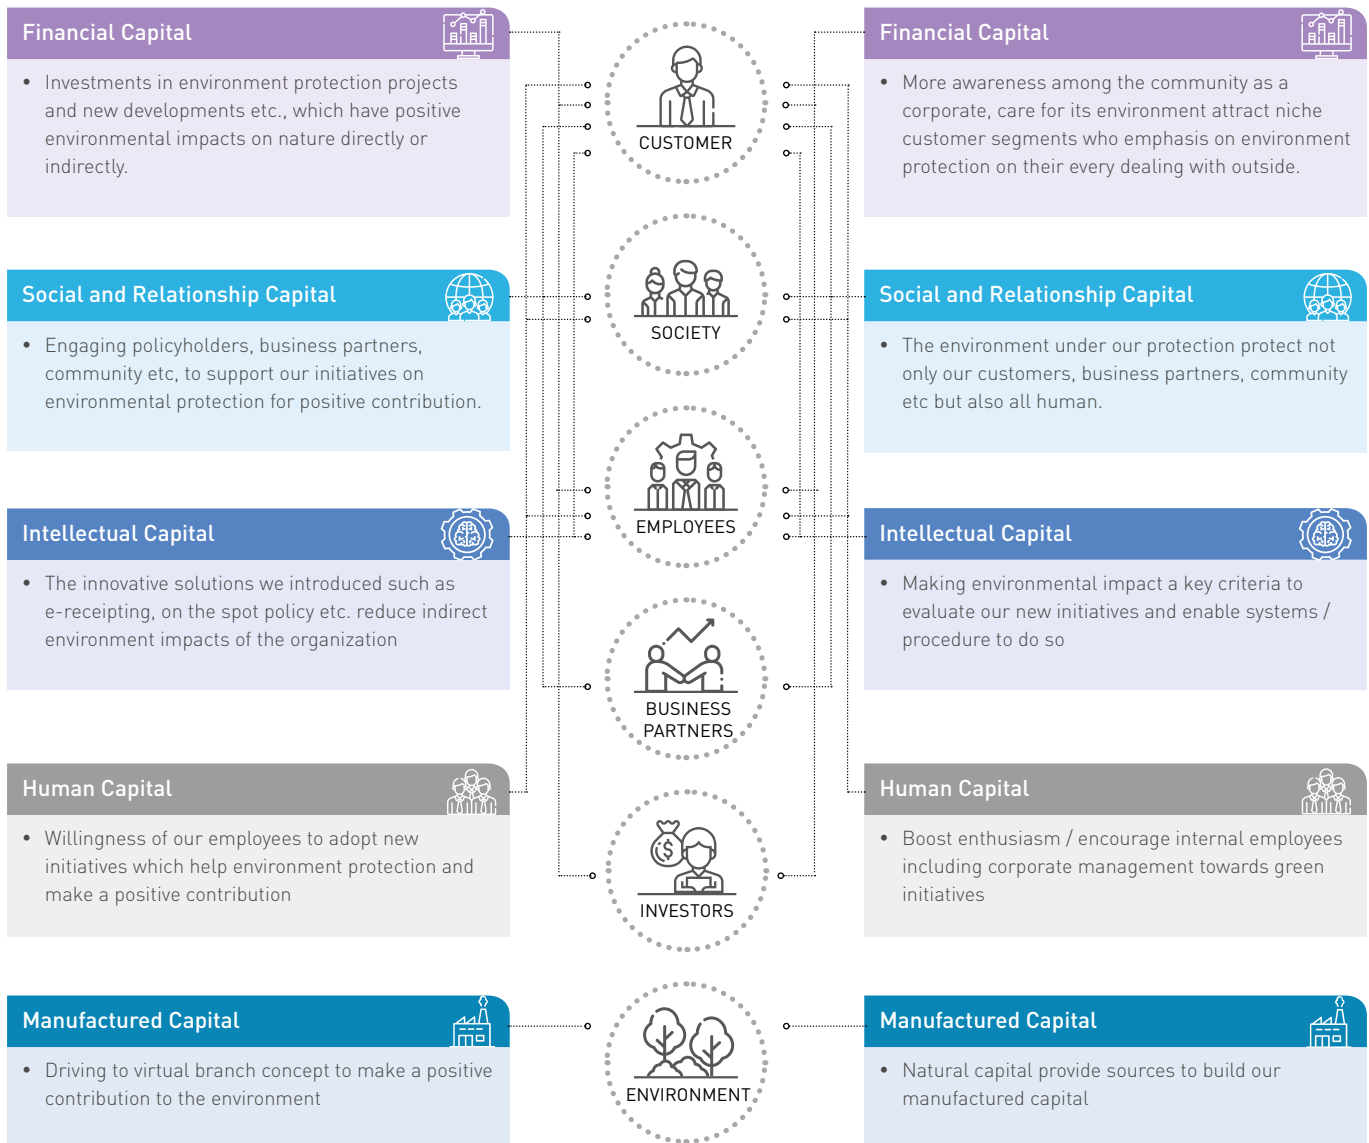 Financial Capital
• Investments in environment protection projects
and new developments etc., which have positive
environmental impacts on nature directly or
indirectly.
Social and Relationship Capital
• Engaging policyholders, business partners,
community etc, to support our initiatives on
environmental protection for positive contribution.
Intellectual Capital
• The innovative solutions we introduced such as
e-receipting, on the spot policy etc. reduce indirect
environment impacts of the organization
Human Capital
• Willingness of our employees to adopt new
initiatives which help environment protection and
make a positive contribution
Manufactured Capital
• Driving to virtual branch concept to make a positive
contribution to the environment
CUSTOMER
SOCIETY
EMPLOYEES
BUSINESS
PARTNERS
$
INVESTORS
ENVIRONMENT
Financial Capital
• More awareness among the community as a
corporate, care for its environment attract niche
customer segments who emphasis on environment
protection on their every dealing with outside.
Social and Relationship Capital
• The environment under our protection protect not
only our customers, business partners, community
etc but also all human.
Intellectual Capital
• Making environmental impact a key criteria to
evaluate our new initiatives and enable systems /
procedure to do so
Human Capital
• Boost enthusiasm / encourage internal employees
including corporate management towards green
initiatives
Manufactured Capital
• Natural capital provide sources to build our
manufactured capital